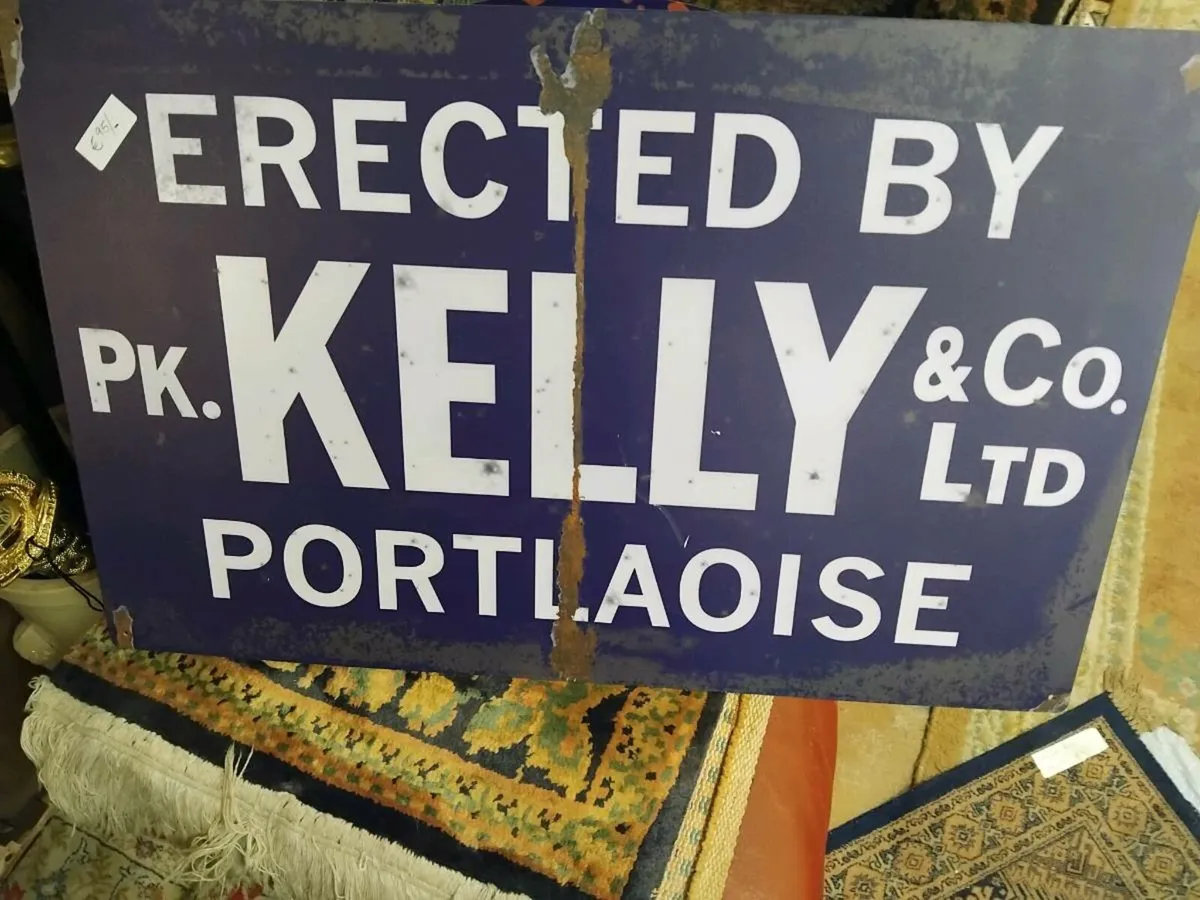 ERECTED BY
PK. KELLY & Co. LTD
PORTLAOISE